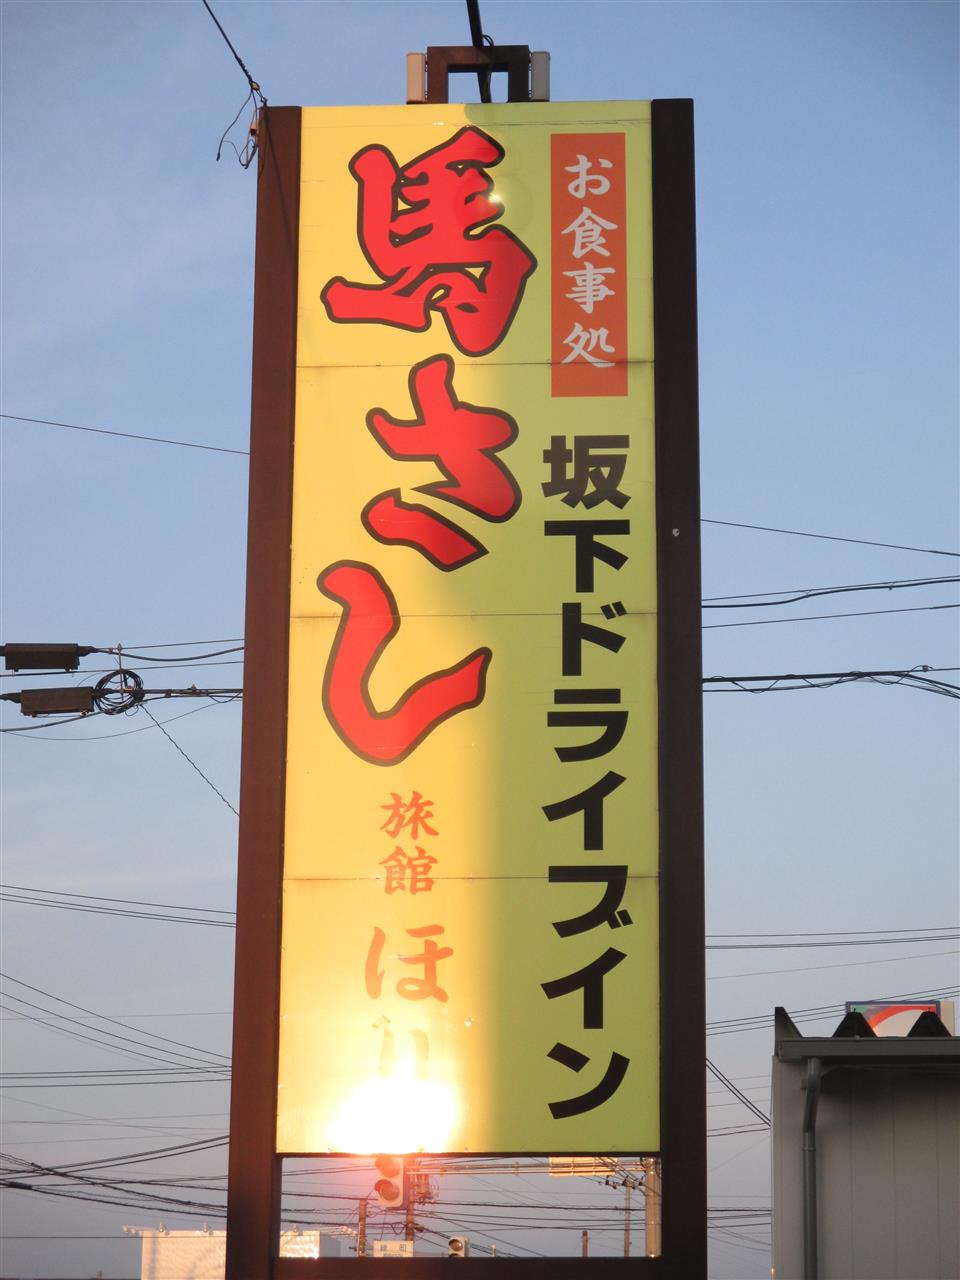 お食事処
坂下ドライブイン
馬さし
旅館
ほり